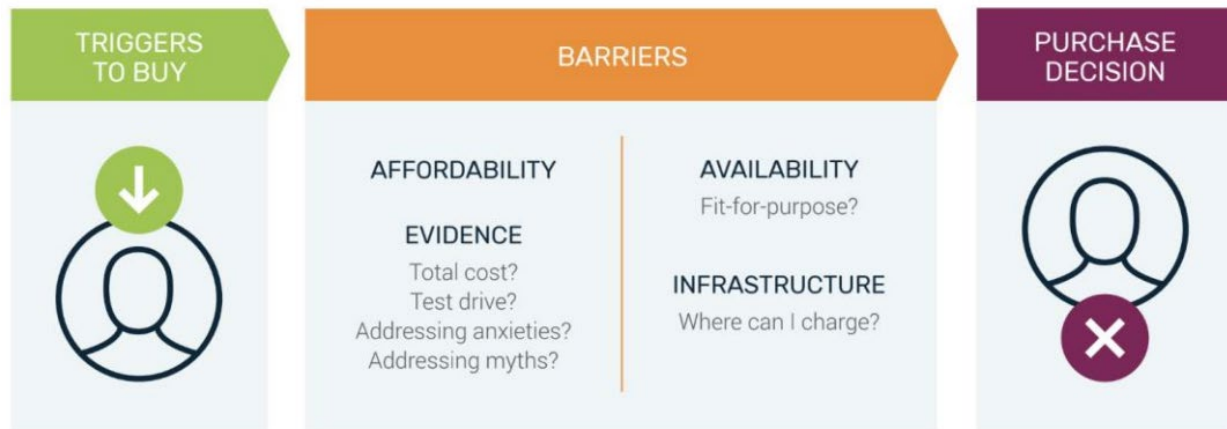 TRIGGERS
TO BUY
BARRIERS
PURCHASE
DECISION
AFFORDABILITY
EVIDENCE
Total cost?
Test drive?
Addressing anxieties?
Addressing myths?
AVAILABILITY
Fit-for-purpose?
INFRASTRUCTURE
Where can I charge?